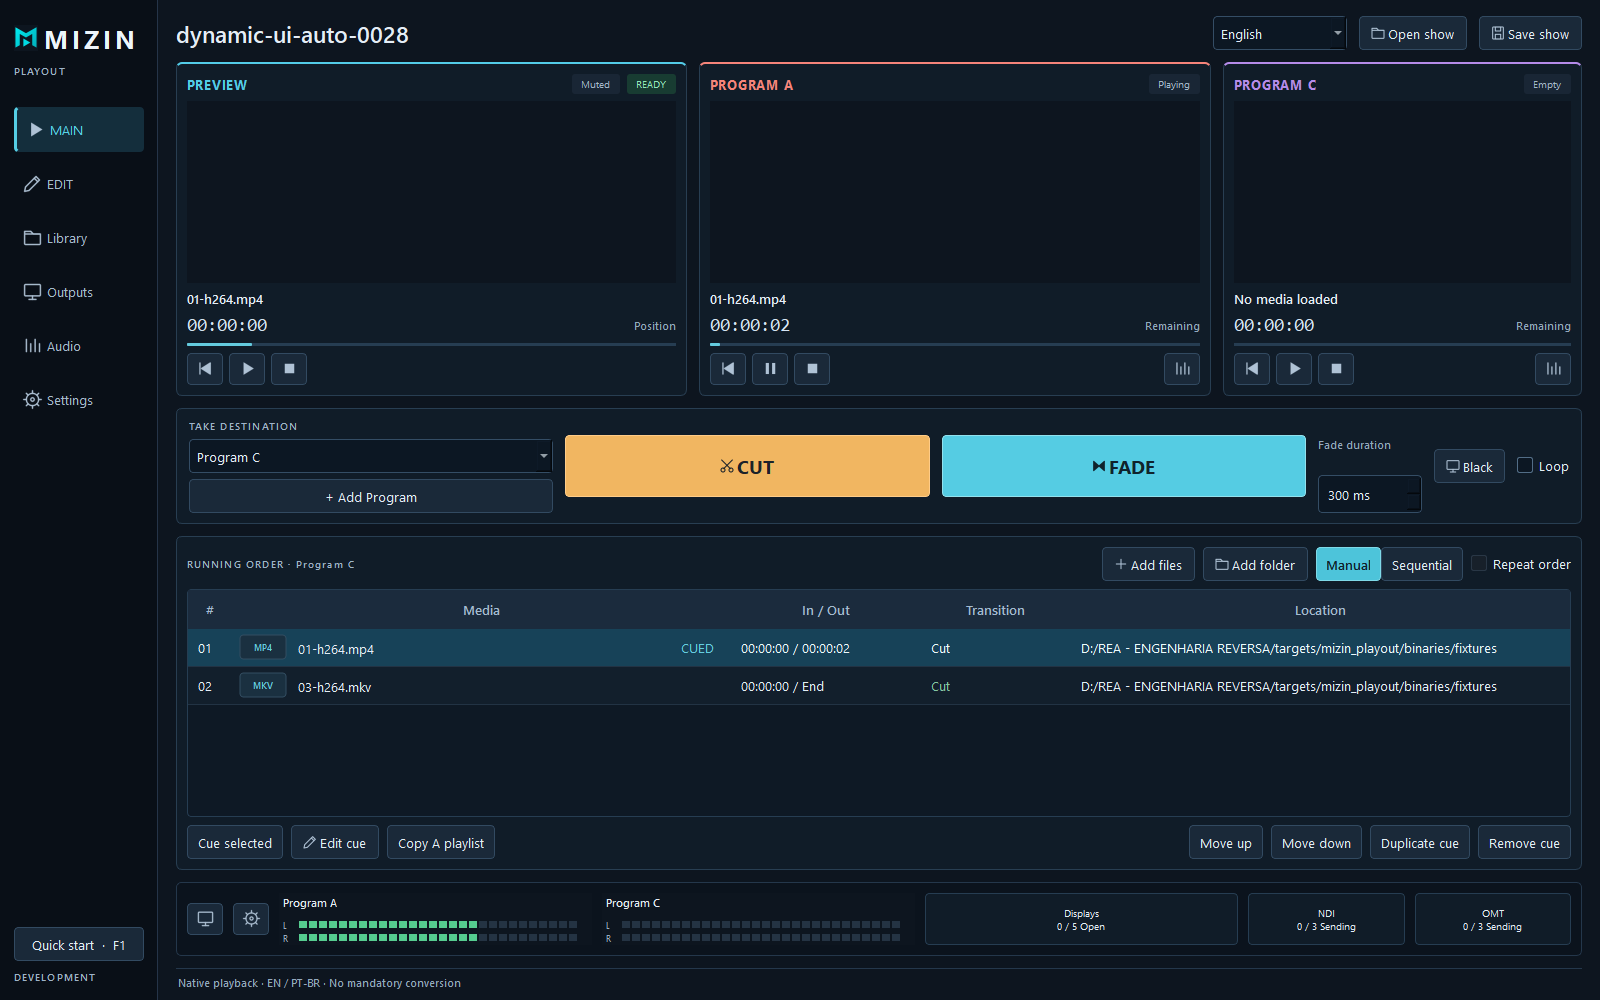 MIZIN
PLAYOUT
MAIN
EDIT
Library
Outputs
Audio
Settings
Quick start · F1
DEVELOPMENT
dynamic-ui-auto-0028
English
Open show
Save show
PREVIEW
Muted
READY
01-h264.mp4
00:00:00
Position
PROGRAM A
Playing
01-h264.mp4
00:00:02
Remaining
PROGRAM C
Empty
No media loaded
00:00:00
Remaining
TAKE DESTINATION
Program C
+ Add Program
CUT
FADE
Fade duration
300 ms
Black
Loop
RUNNING ORDER · Program C
Add files
Add folder
Manual
Sequential
Repeat order
# Media In / Out Transition Location
01 MP4 01-h264.mp4 CUED 00:00:00 / 00:00:02 Cut D:/REA - ENGENHARIA REVERSA/targets/mizin_playout/binaries/fixtures
02 MKV 03-h264.mkv 00:00:00 / End Cut D:/REA - ENGENHARIA REVERSA/targets/mizin_playout/binaries/fixtures
Cue selected
Edit cue
Copy A playlist
Move up
Move down
Duplicate cue
Remove cue
Program A
L
R
Program C
L
R
Displays
0 / 5 Open
NDI
0 / 3 Sending
OMT
0 / 3 Sending
Native playback · EN / PT-BR · No mandatory conversion